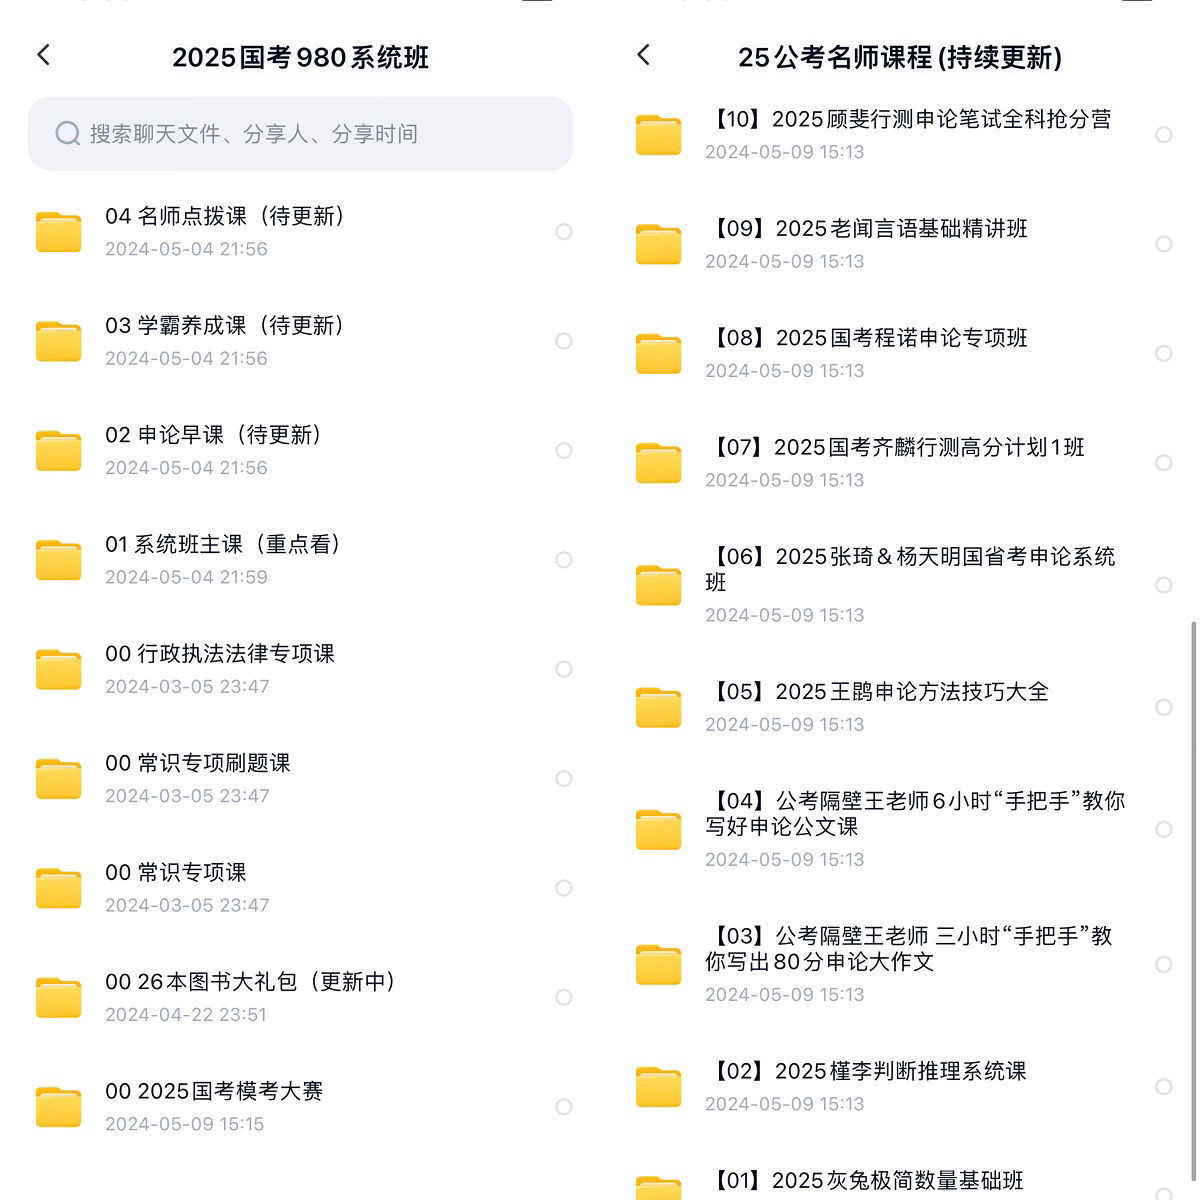 2025国考980系统班
搜索聊天文件、分享人、分享时间
04 名师点拨课（待更新）
2024-05-04 21:56
03 学霸养成课（待更新）
2024-05-04 21:56
02 申论早课（待更新）
2024-05-04 21:56
01 系统班主课（重点看）
2024-05-04 21:59
00 行政执法法律专项课
2024-03-05 23:47
00 常识专项刷题课
2024-03-05 23:47
00 常识专项课
2024-03-05 23:47
00 26本图书大礼包（更新中）
2024-04-22 23:51
00 2025国考模考大赛
2024-05-09 15:15
25公考名师课程(持续更新)
【10】2025顾斐行测申论笔试全科抢分营
2024-05-09 15:13
【09】2025老闻言语基础精讲班
2024-05-09 15:13
【08】2025国考程诺申论专项班
2024-05-09 15:13
【07】2025国考齐麟行测高分计划1班
2024-05-09 15:13
【06】2025张琦＆杨天明国省考申论系统
班
2024-05-09 15:13
【05】2025王鹍申论方法技巧大全
2024-05-09 15:13
【04】公考隔壁王老师6小时“手把手”教你
写好申论公文课
2024-05-09 15:13
【03】公考隔壁王老师 三小时“手把手”教
你写出80分申论大作文
2024-05-09 15:13
【02】2025槿李判断推理系统课
2024-05-09 15:13
【01】2025灰兔极简数量基础班